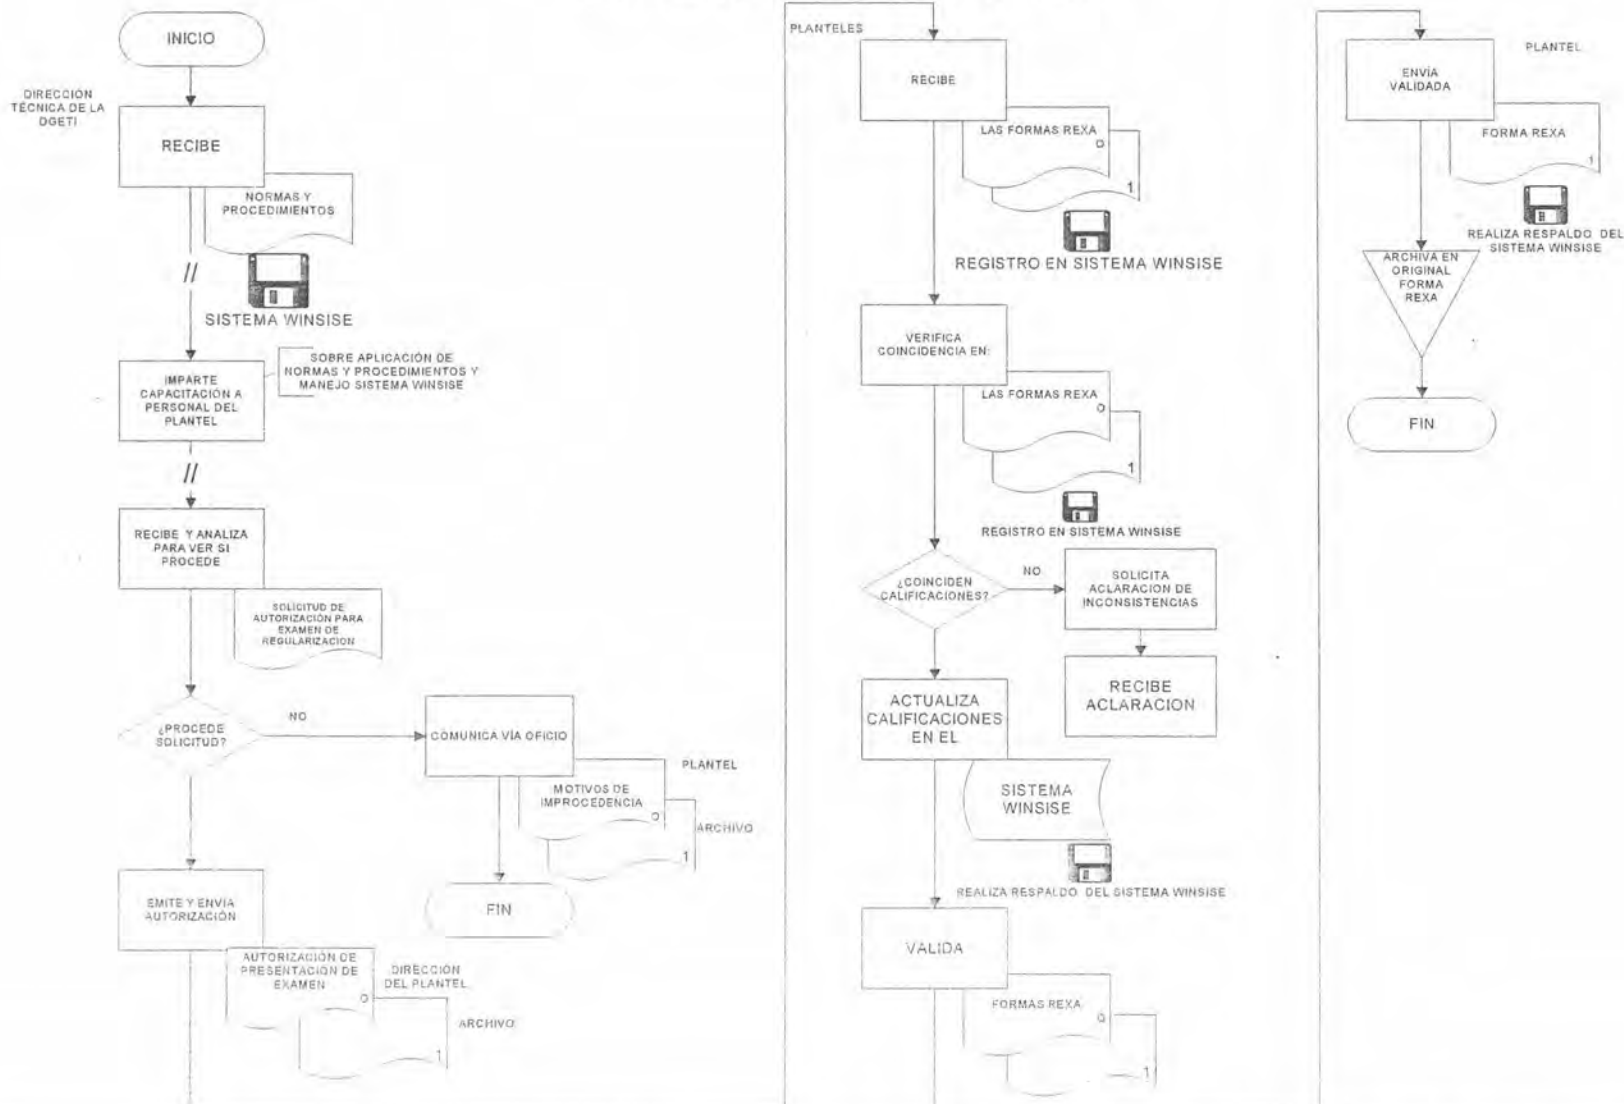 INICIO
DIRECCIÓN
TÉCNICA DE LA
DGETI
RECIBE
NORMAS Y
PROCEDIMIENTOS
//
SISTEMA WINSISE
IMPARTE
CAPACITACIÓN A
PERSONAL DEL
PLANTEL
SOBRE APLICACIÓN DE
NORMAS Y PROCEDIMIENTOS Y
MANEJO SISTEMA WINSISE
//
RECIBE Y ANALIZA
PARA VER SI
PROCEDE
SOLICITUD DE
AUTORIZACIÓN PARA
EXAMEN DE
REGULARIZACION
¿PROCEDE
SOLICITUD?
NO
COMUNICA VÍA OFICIO
PLANTEL
MOTIVOS DE
IMPROCEDENCIA
O
ARCHIVO
1
FIN
EMITE Y ENVIA
AUTORIZACIÓN
AUTORIZACIÓN DE
PRESENTACION DE
EXAMEN
O
DIRECCIÓN
DEL PLANTEL
ARCHIVO
1
PLANTELES
RECIBE
LAS FORMAS REXA
O
1
REGISTRO EN SISTEMA WINSISE
VERIFICA
COINCIDENCIA EN:
LAS FORMAS REXA
O
1
REGISTRO EN SISTEMA WINSISE
¿COINCIDEN
CALIFICACIONES?
NO
SOLICITA
ACLARACION DE
INCONSISTENCIAS
RECIBE
ACLARACION
ACTUALIZA
CALIFICACIONES
EN EL
SISTEMA
WINSISE
REALIZA RESPALDO DEL SISTEMA WINSISE
VALIDA
FORMAS REXA
O
1
PLANTEL
ENVÍA
VALIDADA
FORMA REXA
1
REALIZA RESPALDO DEL
SISTEMA WINSISE
ARCHIVA EN
ORIGINAL
FORMA
REXA
FIN